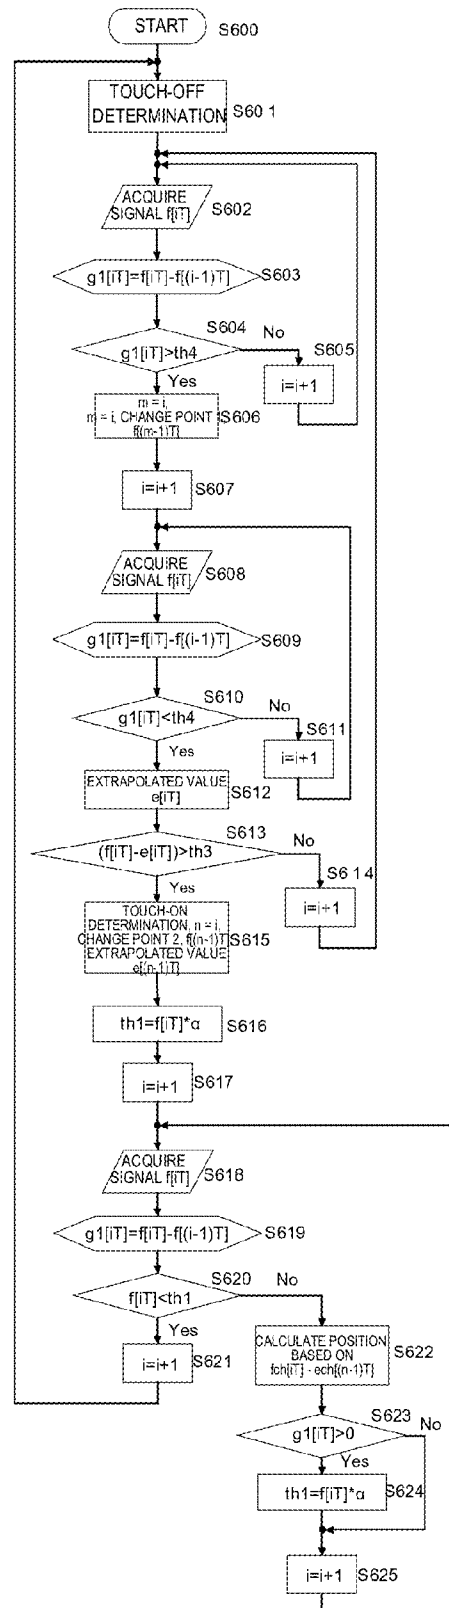 START
S600
TOUCH-OFF
DETERMINATION
S60 1
ACQUIRE
SIGNAL f[iT]
S602
g1[iT]=f[iT]-f[(i-1)T]
S603
S604
g1[iT]>th4
No
Yes
S605
i=i+1
m = i,
m = i, CHANGE POINT
f[(m-1)T]
S606
i=i+1
S607
ACQUIRE
SIGNAL f[iT]
S608
g1[iT]=f[iT]-f[(i-1)T]
S609
S610
g1[iT]<th4
No
Yes
S611
i=i+1
EXTRAPOLATED VALUE
e[iT]
S612
S613
(f[iT]-e[iT])>th3
No
Yes
S6 1 4
i=i+1
TOUCH-ON
DETERMINATION, n = i,
CHANGE POINT 2, f[(n-1)T]
EXTRAPOLATED VALUE
e[(n-1)T]
S615
th1=f[iT]*α
S616
i=i+1
S617
ACQUIRE
SIGNAL f[iT]
S618
g1[iT]=f[iT]-f[(i-1)T]
S619
S620
f[iT]<th1
No
Yes
i=i+1
S621
CALCULATE POSITION
BASED ON
fch[iT] - ech[(n-1)T]
S622
S623
g1[iT]>0
No
Yes
th1=f[iT]*α
S624
i=i+1
S625